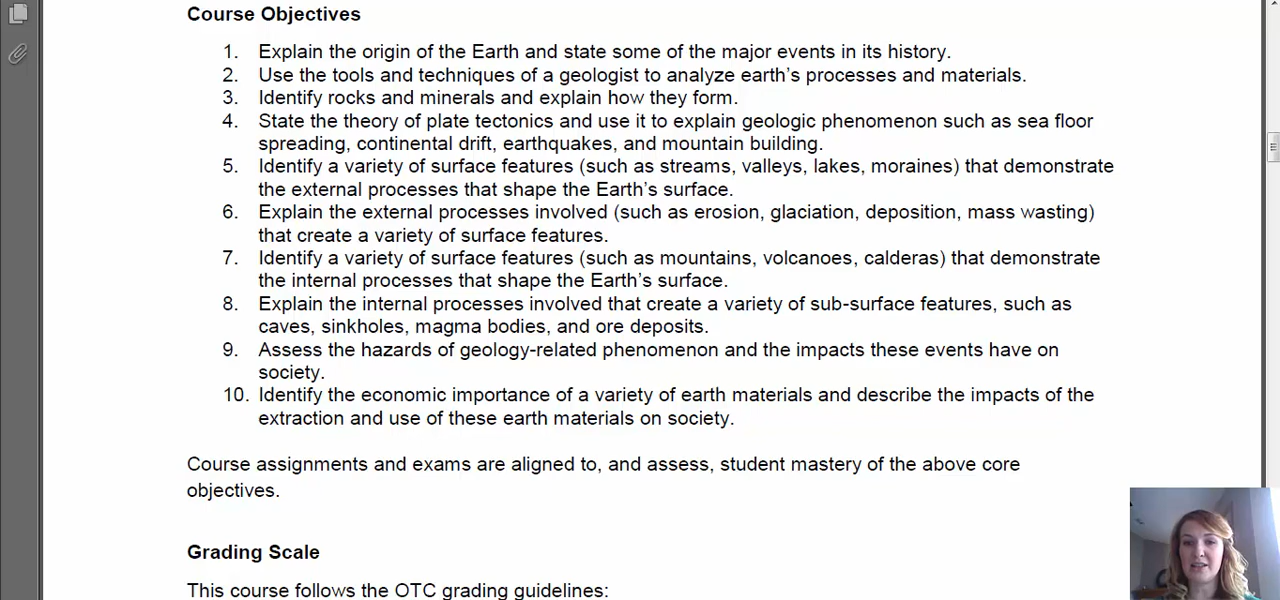 Course Objectives
1. Explain the origin of the Earth and state some of the major events in its history.
2. Use the tools and techniques of a geologist to analyze earth's processes and materials.
3. Identify rocks and minerals and explain how they form.
4. State the theory of plate tectonics and use it to explain geologic phenomenon such as sea floor
spreading, continental drift, earthquakes, and mountain building.
5. Identify a variety of surface features (such as streams, valleys, lakes, moraines) that demonstrate
the external processes that shape the Earth's surface.
6. Explain the external processes involved (such as erosion, glaciation, deposition, mass wasting)
that create a variety of surface features.
7. Identify a variety of surface features (such as mountains, volcanoes, calderas) that demonstrate
the internal processes that shape the Earth's surface.
8. Explain the internal processes involved that create a variety of sub-surface features, such as
caves, sinkholes, magma bodies, and ore deposits.
9. Assess the hazards of geology-related phenomenon and the impacts these events have on
society.
10. Identify the economic importance of a variety of earth materials and describe the impacts of the
extraction and use of these earth materials on society.
Course assignments and exams are aligned to, and assess, student mastery of the above core
objectives.
Grading Scale
This course follows the OTC grading guidelines: